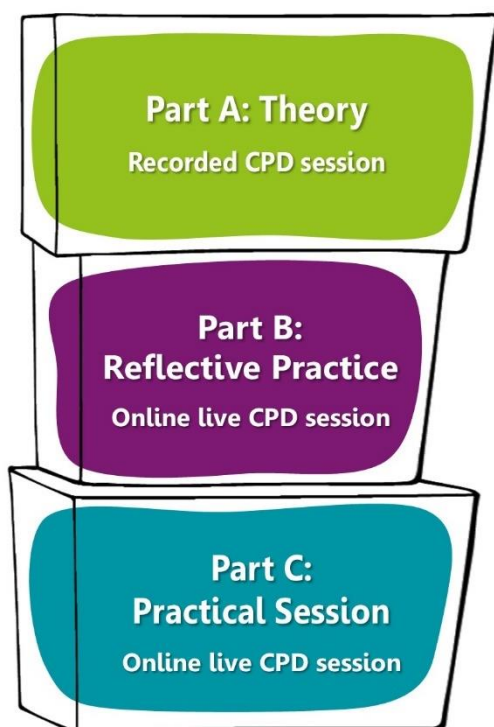 Part A: Theory
Recorded CPD session
Part B:
Reflective Practice
Online live CPD session
Part C:
Practical Session
Online live CPD session